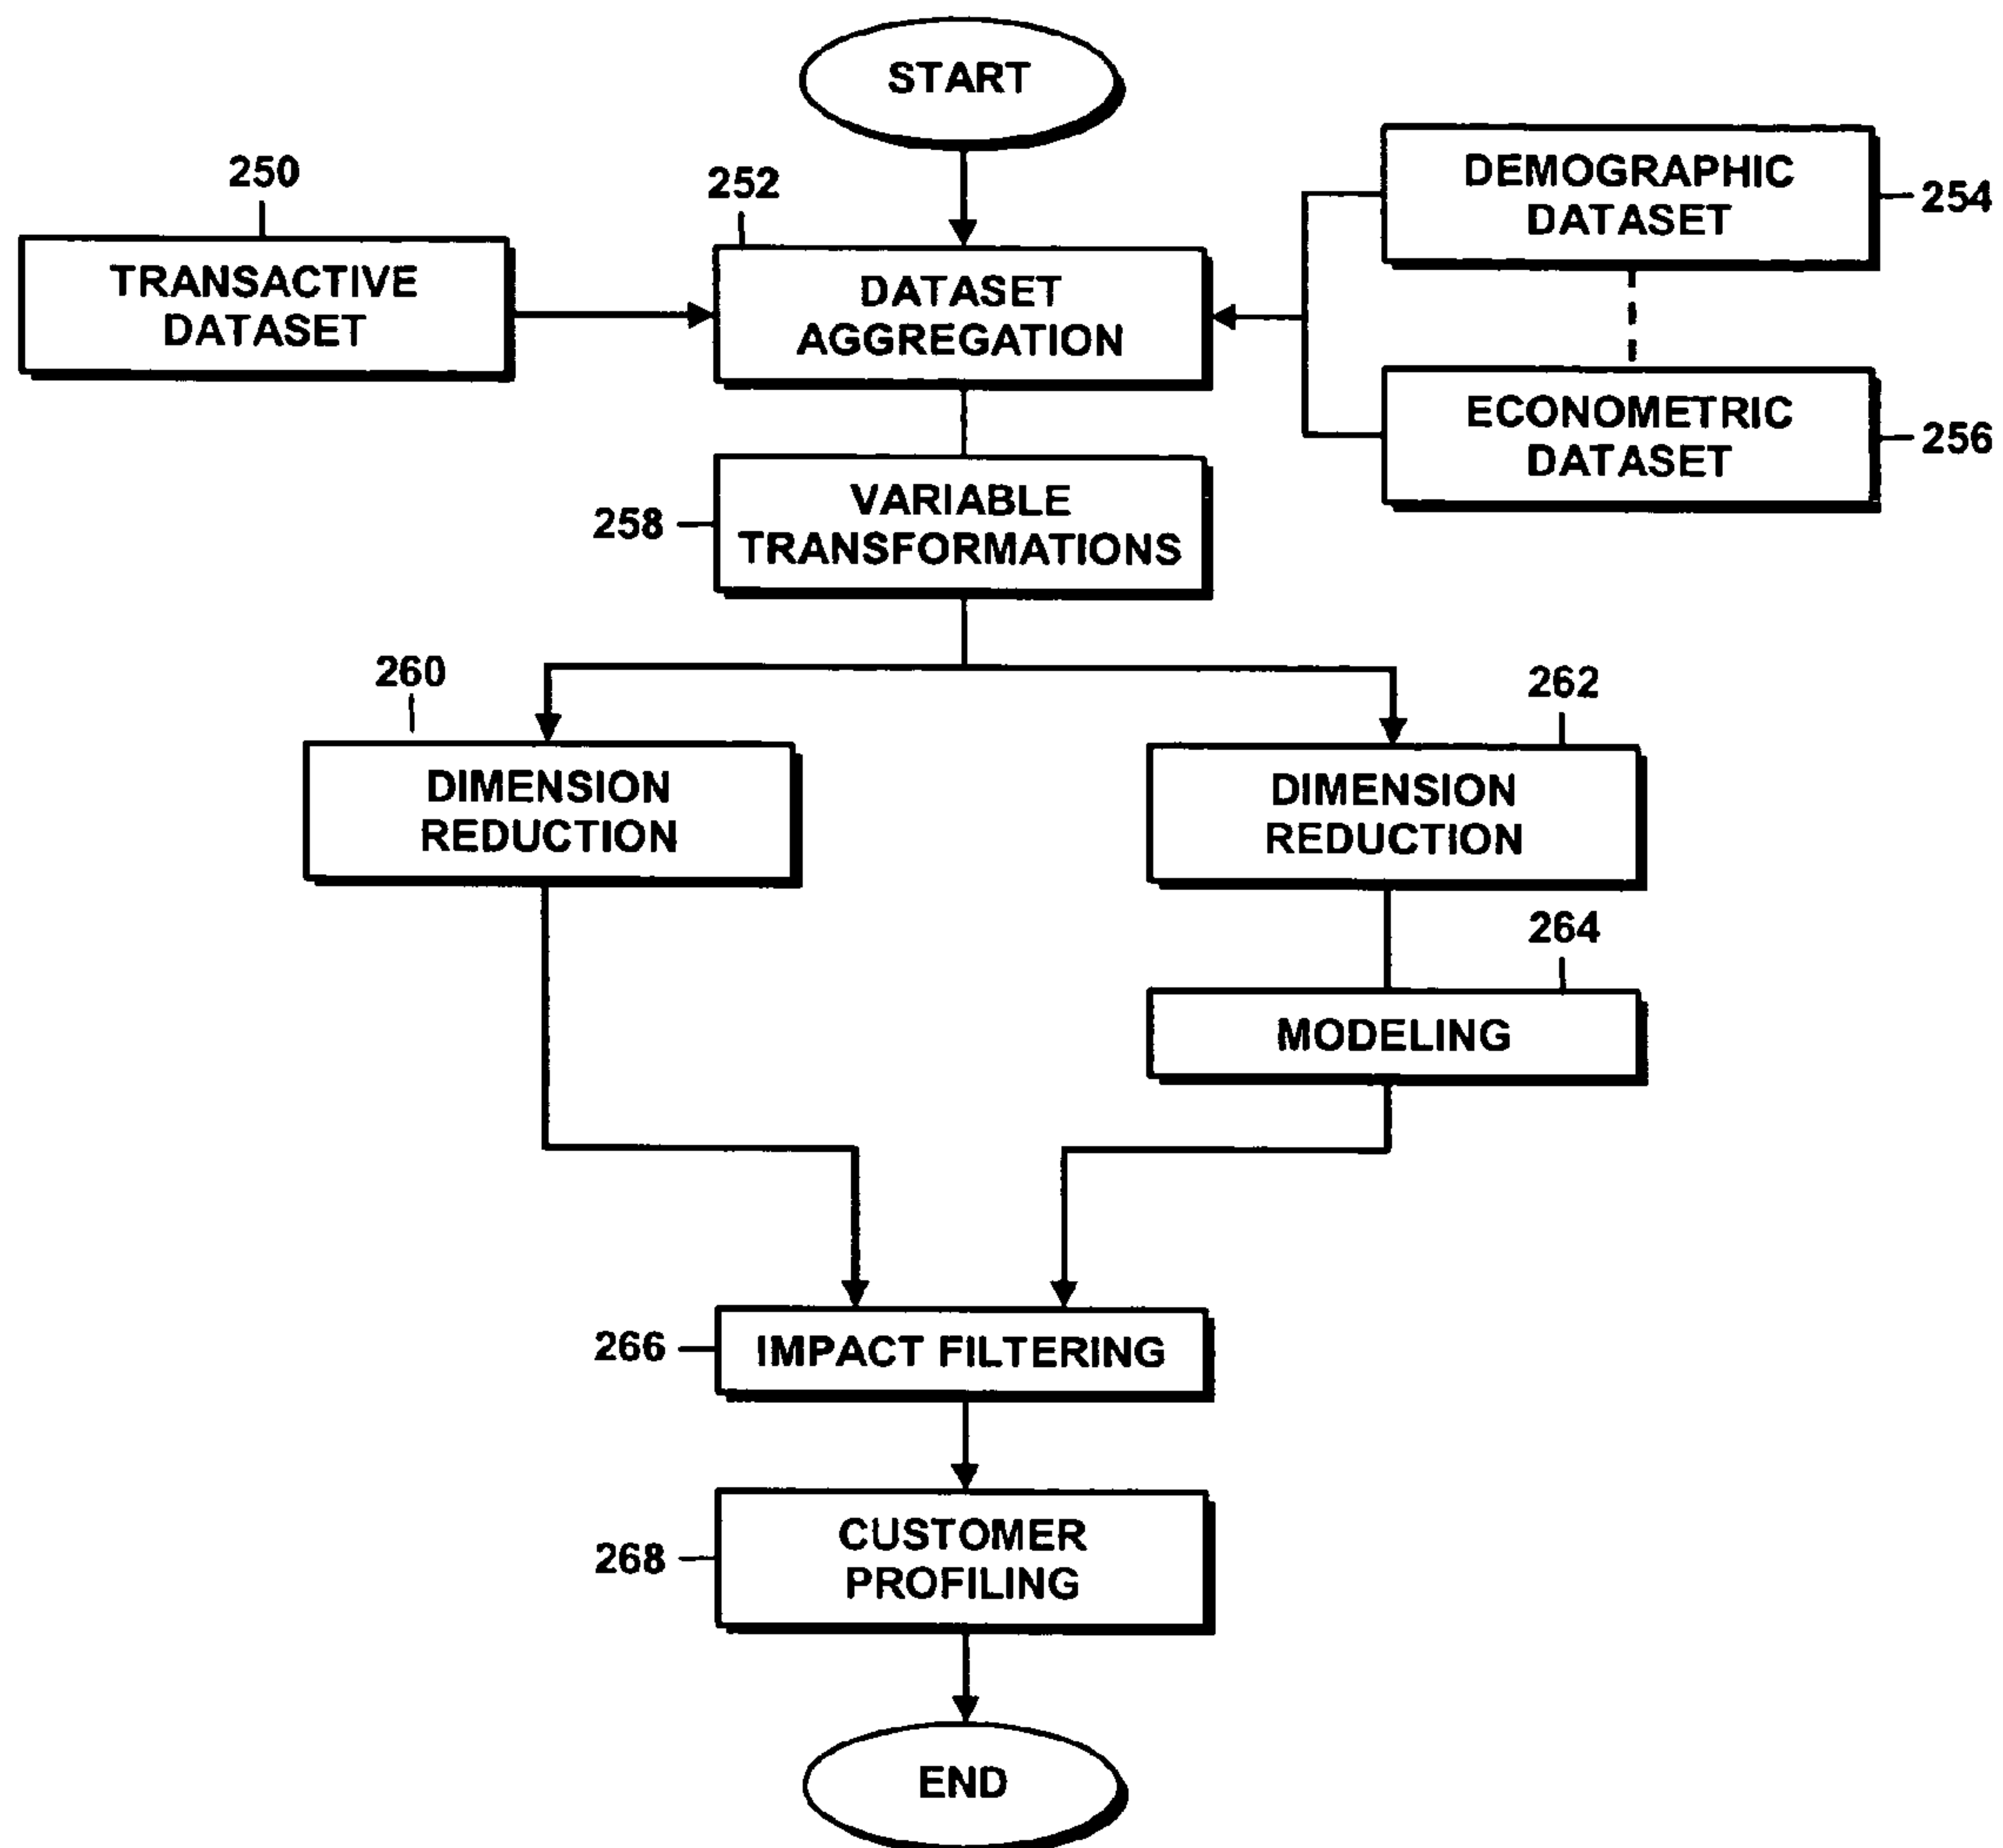 START
250
252
DEMOGRAPHIC
DATASET
254
TRANSACTIVE
DATASET
DATASET
AGGREGATION
ECONOMETRIC
DATASET
256
258
VARIABLE
TRANSFORMATIONS
260
262
DIMENSION
REDUCTION
DIMENSION
REDUCTION
264
MODELING
266
IMPACT FILTERING
268
CUSTOMER
PROFILING
END